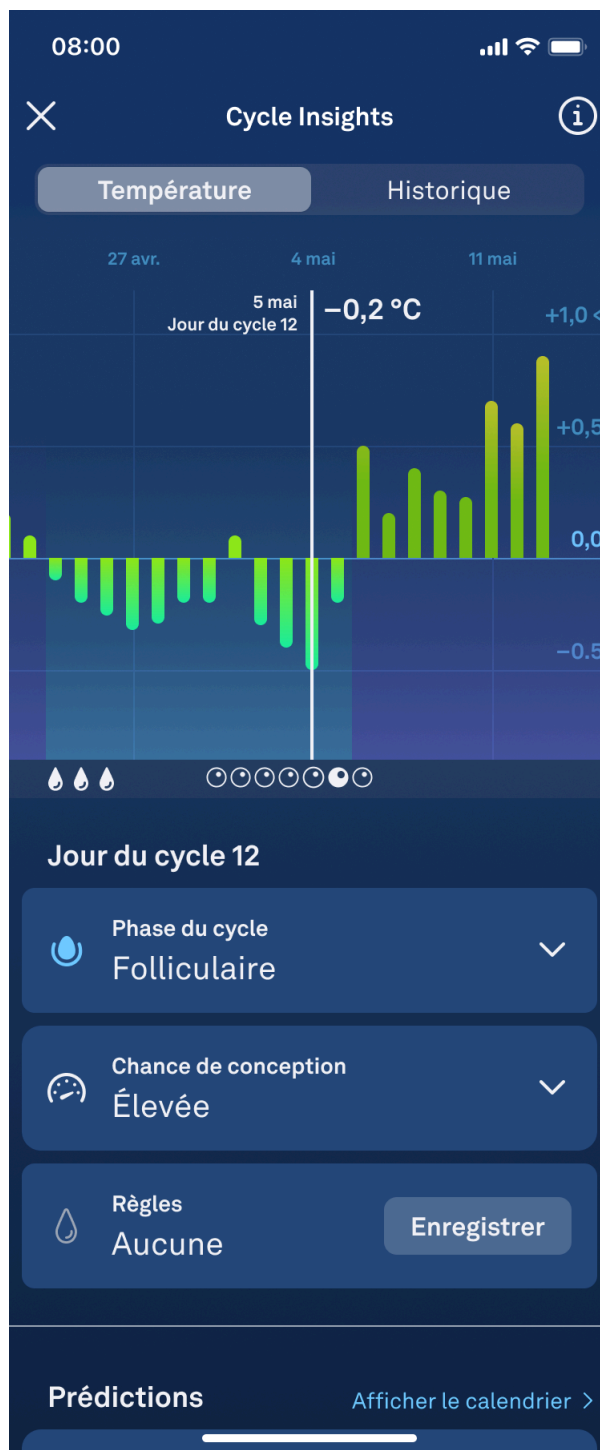 08:00
Cycle Insights
Température
Historique
27 avr.
4 mai
11 mai
5 mai
Jour du cycle 12
−0,2 °C
+1,0 <
+0,5
0,0
−0.5
Jour du cycle 12
Phase du cycle
Folliculaire
Chance de conception
Élevée
Règles
Aucune
Enregistrer
Prédictions
Afficher le calendrier >